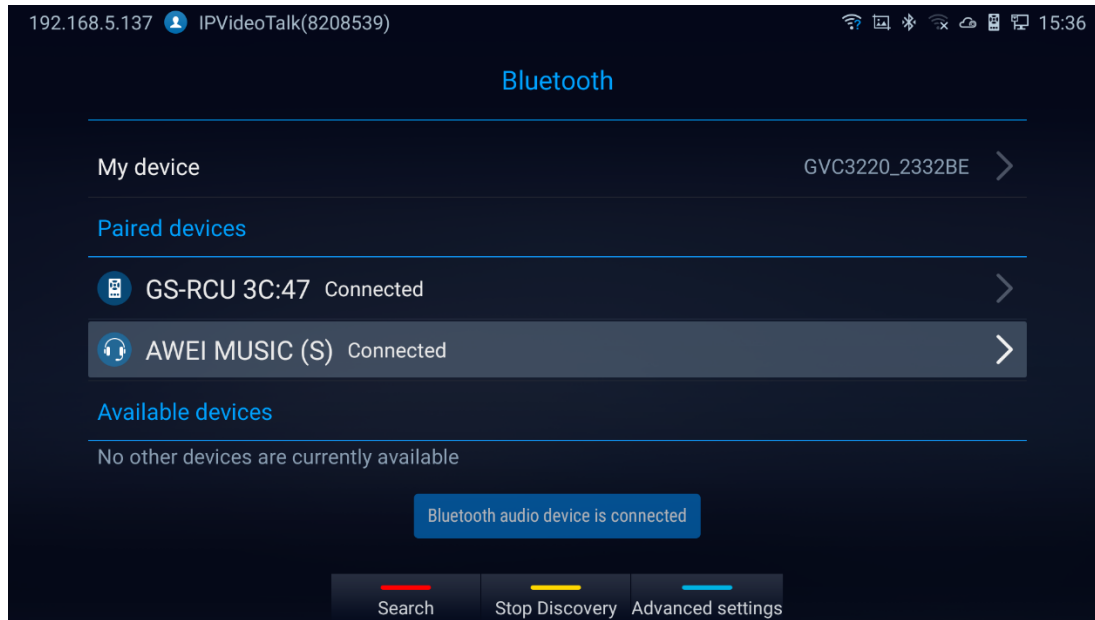 192.168.5.137 IPVideoTalk(8208539) 15:36
Bluetooth
My device GVC3220_2332BE
Paired devices
GS-RCU 3C:47 Connected
AWEI MUSIC (S) Connected
Available devices
No other devices are currently available
Bluetooth audio device is connected
Search Stop Discovery Advanced settings